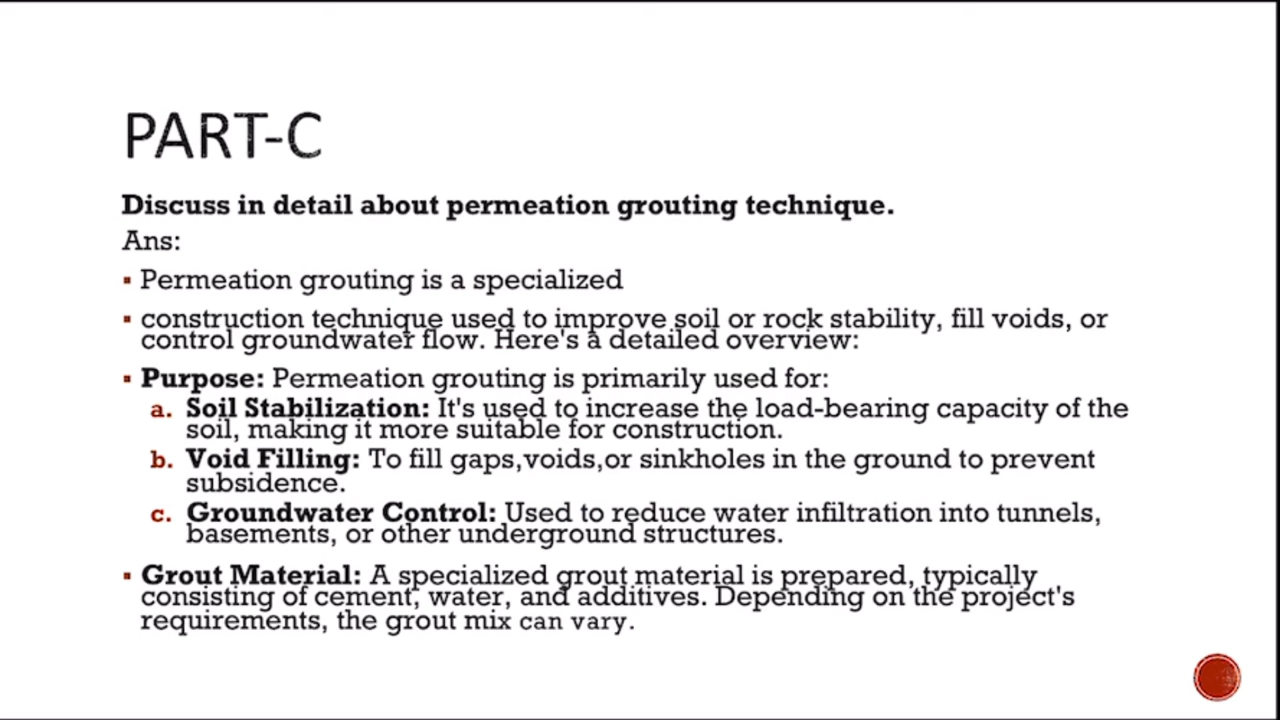 PART-C
Discuss in detail about permeation grouting technique.
Ans:
▪ Permeation grouting is a specialized
▪ construction technique used to improve soil or rock stability, fill voids, or
control groundwater flow. Here's a detailed overview:
▪ Purpose: Permeation grouting is primarily used for:
a. Soil Stabilization: It's used to increase the load-bearing capacity of the
soil, making it more suitable for construction.
b. Void Filling: To fill gaps,voids,or sinkholes in the ground to prevent
subsidence.
c. Groundwater Control: Used to reduce water infiltration into tunnels,
basements, or other underground structures.
▪ Grout Material: A specialized grout material is prepared, typically
consisting of cement, water, and additives. Depending on the project's
requirements, the grout mix can vary.